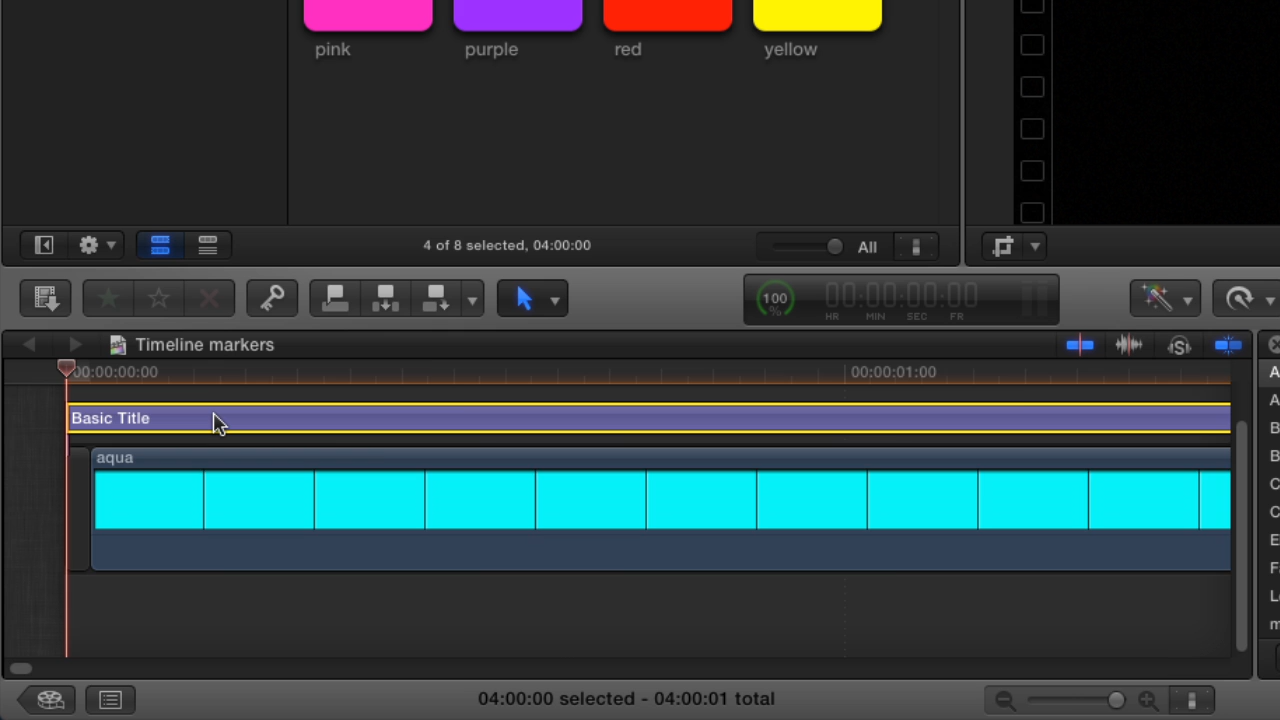 pink purple red yellow
4 of 8 selected, 04:00:00
All
100
%
00:00:00:00
HR MIN SEC FR
Timeline markers
00:00:00:00 00:00:01:00
Basic Title
aqua
04:00:00 selected - 04:00:01 total